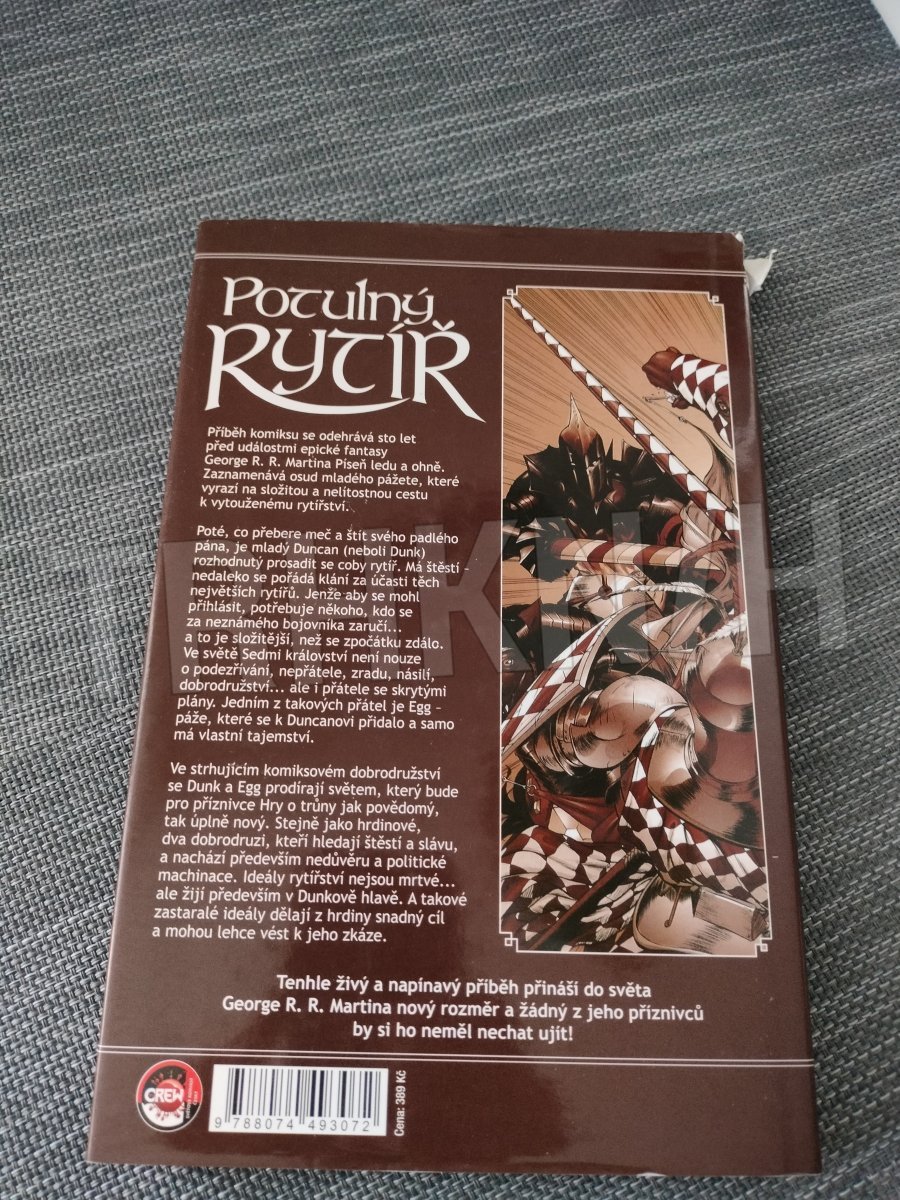 Potulný
Rytíř
Příběh komiksu se odehrává sto let
před událostmi epické fantasy
George R. R. Martina Píseň ledu a ohně.
Zaznamenává osud mladého pážete, které
vyrazí na složitou a nelítostnou cestu
k vytouženému rytířství.
Poté, co přebere meč a štít svého padlého
pána, je mladý Duncan (neboli Dunk)
rozhodnutý prosadit se coby rytíř. Má štěstí –
nedaleko se pořádá klání za účasti těch
největších rytířů. Jenže aby se mohl
přihlásit, potřebuje někoho, kdo se
za neznámého bojovníka zaručí...
a to je složitější, než se zpočátku zdálo.
Ve světě Sedmi království není nouze
o podezřívání, nepřátele, zradu, násilí,
dobrodružství... ale i přátele se skrytými
plány. Jedním z takových přátel je Egg –
páže, které se k Duncanovi přidalo a samo
má vlastní tajemství.
Ve strhujícím komiksovém dobrodružství
se Dunk a Egg prodírají světem, který bude
pro příznivce Hry o trůny jak povědomý,
tak úplně nový. Stejně jako hrdinové,
dva dobrodruzi, kteří hledají štěstí a slávu,
a nachází především nedůvěru a politické
machinace. Ideály rytířství nejsou mrtvé...
ale žijí především v Dunkově hlavě. A takové
zastaralé ideály dělají z hrdiny snadný cíl
a mohou lehce vést k jeho zkáze.
Tenhle živý a napínavý příběh přináší do světa
George R. R. Martina nový rozměr a žádný z jeho příznivců
by si ho neměl nechat ujít!
CREW
9 788074 493072
Cena: 389 Kč